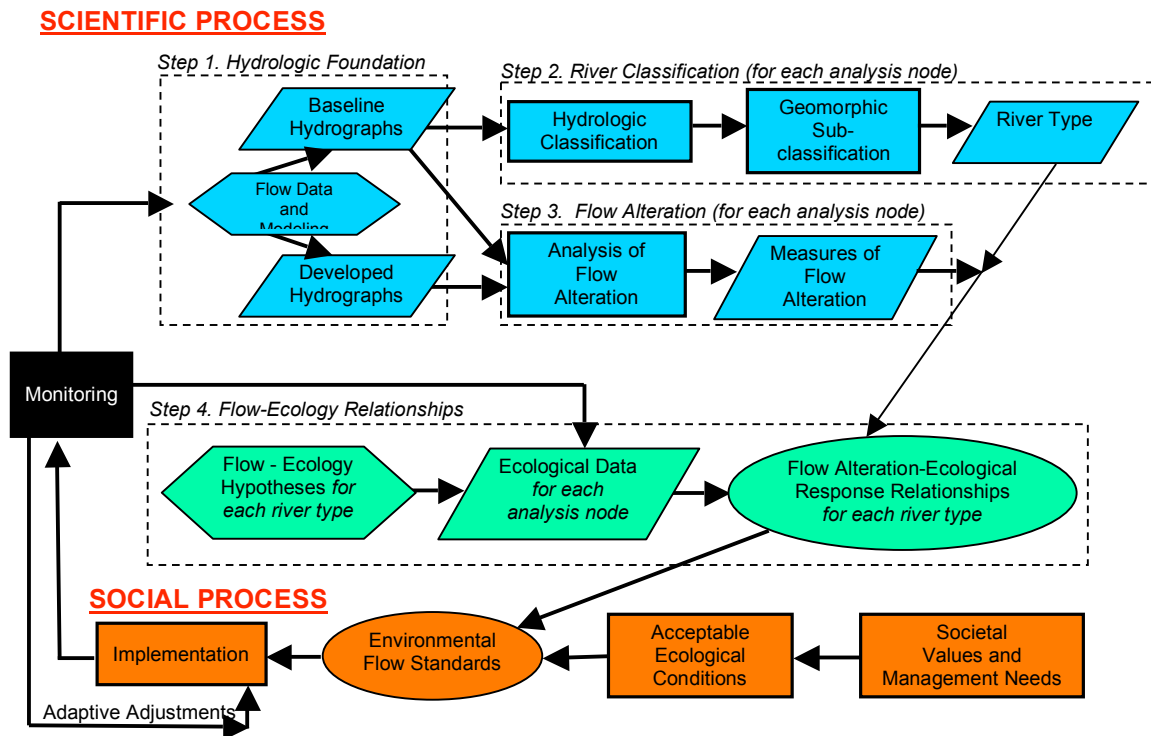 SCIENTIFIC PROCESS
Step 1. Hydrologic Foundation
Baseline
Hydrographs
Flow Data
and
Modeling
Developed
Hydrographs
Step 2. River Classification (for each analysis node)
Hydrologic
Classification
Geomorphic
Sub-
classification
River Type
Step 3.  Flow Alteration (for each analysis node)
Analysis of
Flow
Alteration
Measures of
Flow
Alteration
Monitoring
Step 4. Flow-Ecology Relationships
Flow - Ecology
Hypotheses for
each river type
Ecological Data
for each
analysis node
Flow Alteration-Ecological
Response Relationships
for each river type
SOCIAL PROCESS
Implementation
Environmental
Flow Standards
Acceptable
Ecological
Conditions
Societal
Values and
Management Needs
Adaptive Adjustments